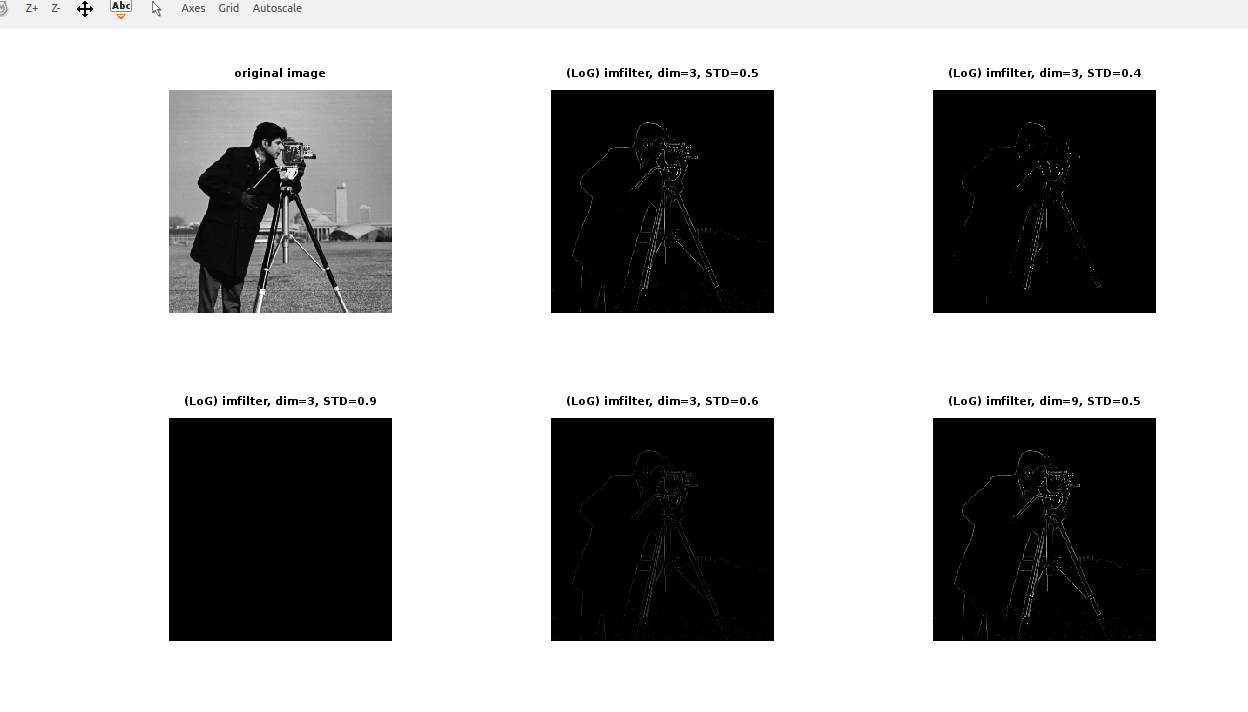 Z+ Z- Abc Axes Grid Autoscale
original image
(LoG) imfilter, dim=3, STD=0.5
(LoG) imfilter, dim=3, STD=0.4
(LoG) imfilter, dim=3, STD=0.9
(LoG) imfilter, dim=3, STD=0.6
(LoG) imfilter, dim=9, STD=0.5